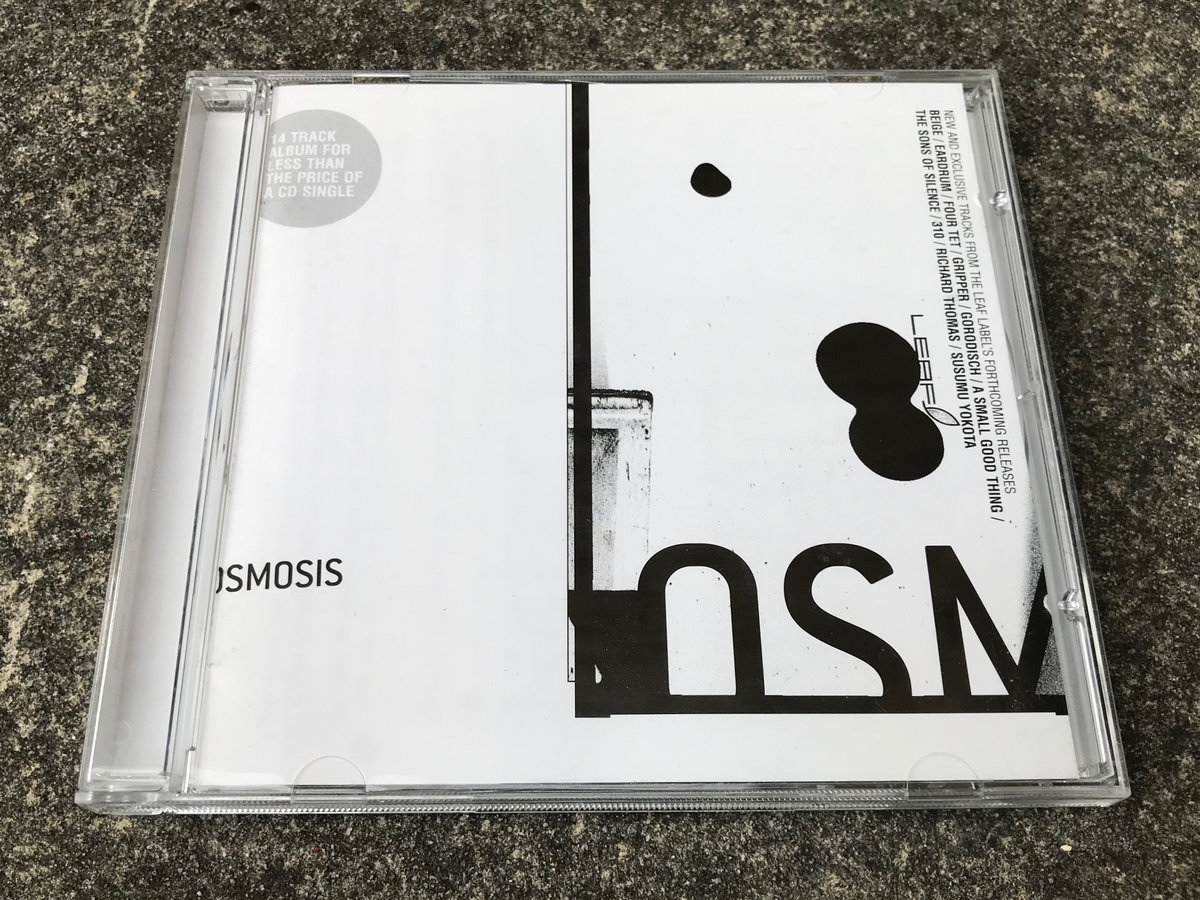 14 TRACK
ALBUM FOR
LESS THAN
THE PRICE OF
A CD SINGLE
NEW AND EXCLUSIVE TRACKS FROM THE LEAF LABEL'S FORTHCOMING RELEASES
BEIGE / EARDRUM / FOUR TET / GRIPPER / GORODISCH / A SMALL GOOD THING /
THE SONS OF SILENCE / 310 / RICHARD THOMAS / SUSUMU YOKOTA
LEAF
OSMOSIS
OSM